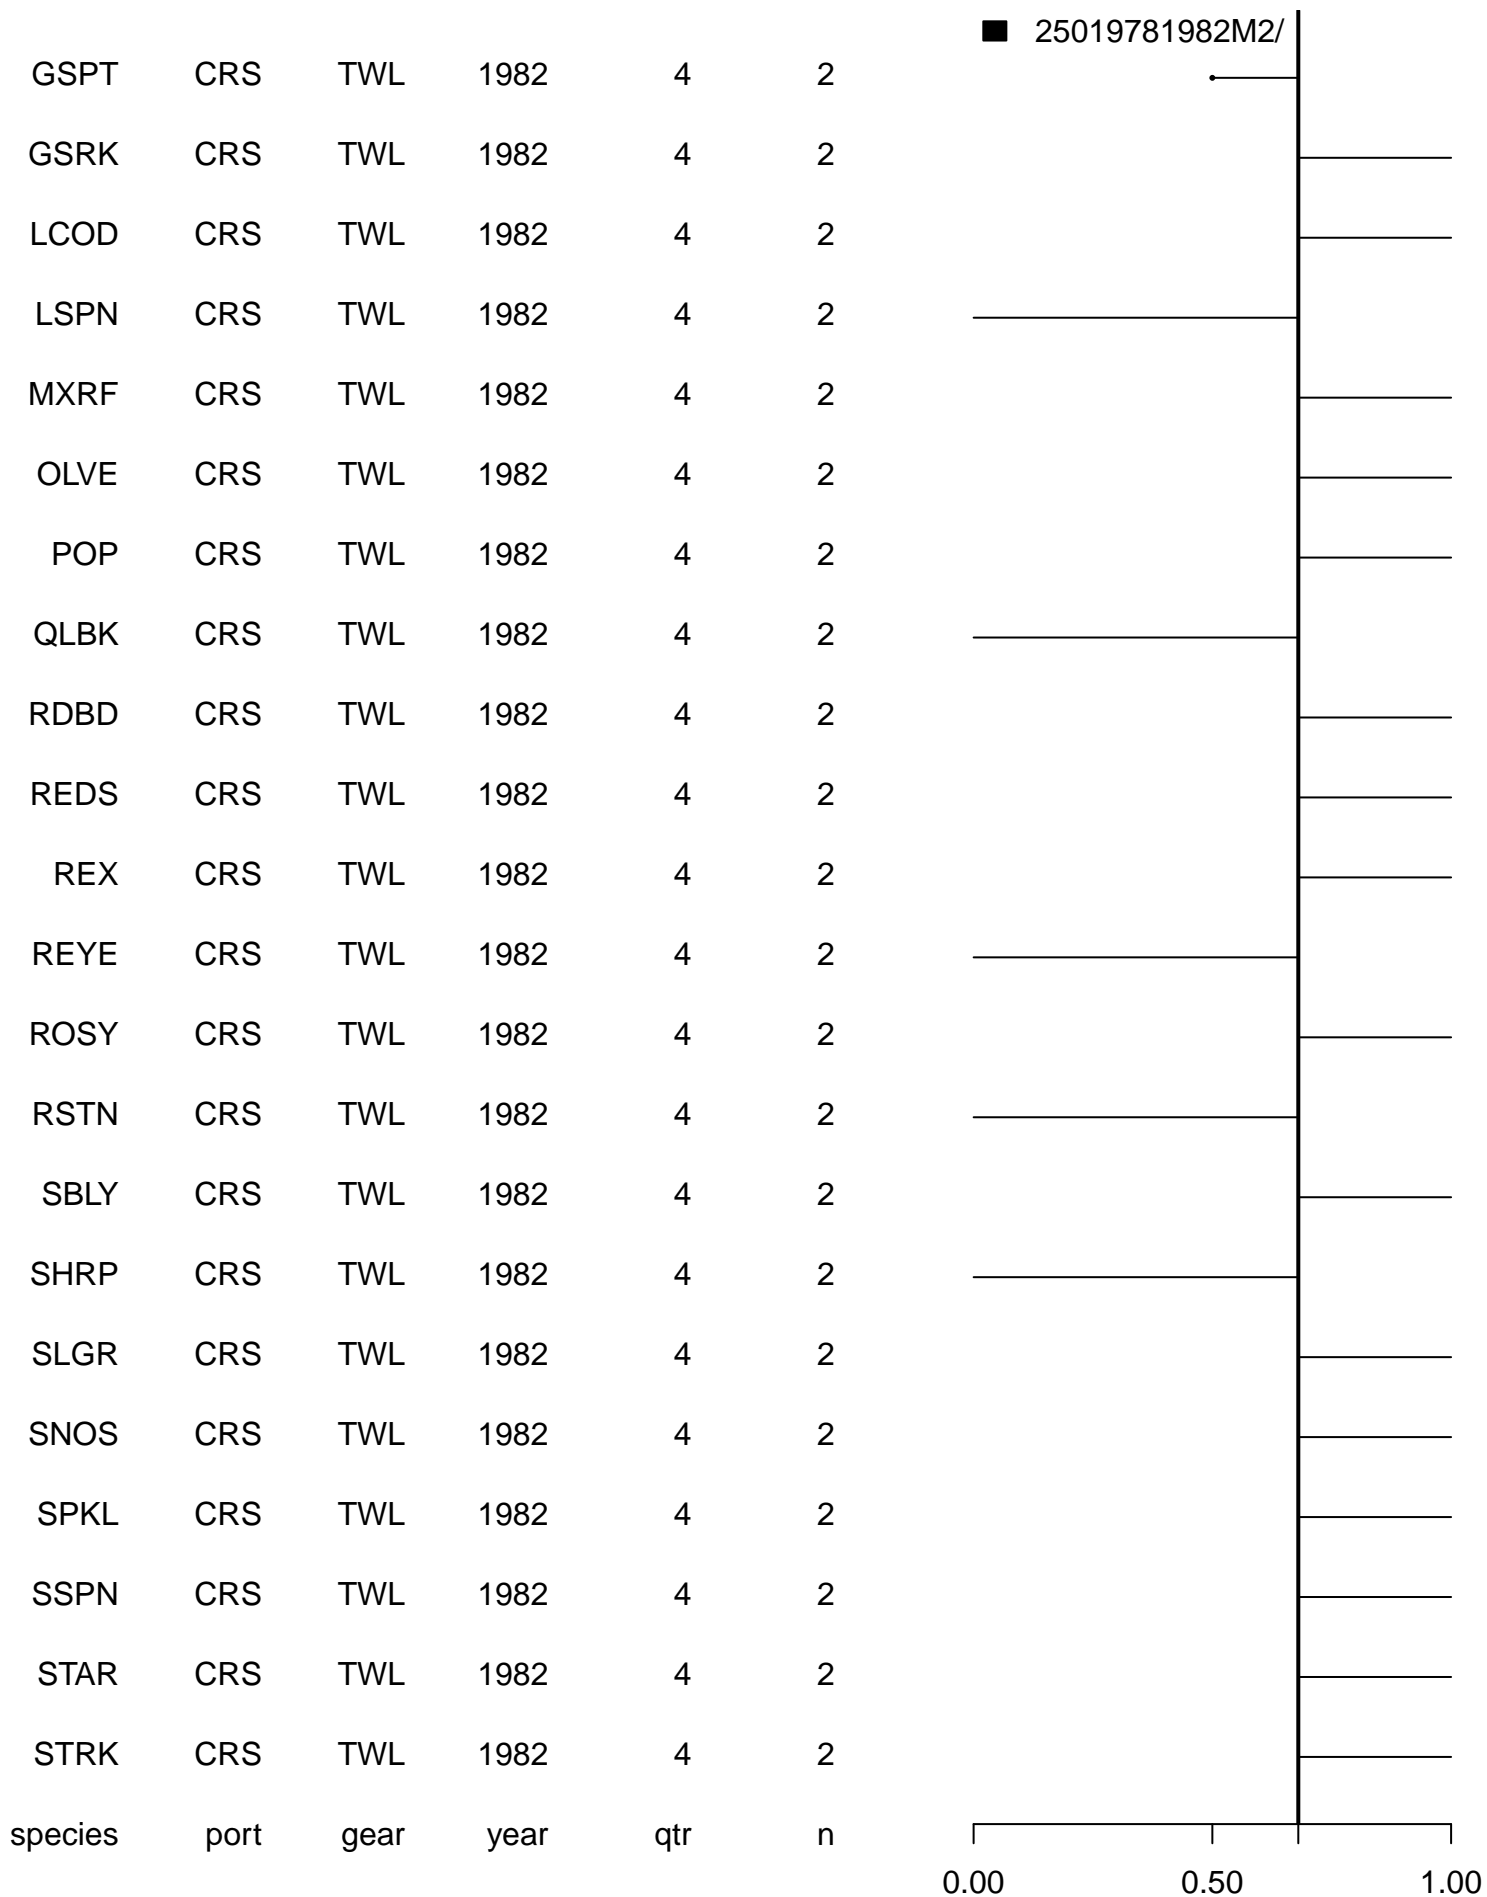 25019781982M2/
GSPT CRS TWL 1982 4 2
GSRK CRS TWL 1982 4 2
LCOD CRS TWL 1982 4 2
LSPN CRS TWL 1982 4 2
MXRF CRS TWL 1982 4 2
OLVE CRS TWL 1982 4 2
POP CRS TWL 1982 4 2
QLBK CRS TWL 1982 4 2
RDBD CRS TWL 1982 4 2
REDS CRS TWL 1982 4 2
REX CRS TWL 1982 4 2
REYE CRS TWL 1982 4 2
ROSY CRS TWL 1982 4 2
RSTN CRS TWL 1982 4 2
SBLY CRS TWL 1982 4 2
SHRP CRS TWL 1982 4 2
SLGR CRS TWL 1982 4 2
SNOS CRS TWL 1982 4 2
SPKL CRS TWL 1982 4 2
SSPN CRS TWL 1982 4 2
STAR CRS TWL 1982 4 2
STRK CRS TWL 1982 4 2
species port gear year qtr n
0.00 0.50 1.00